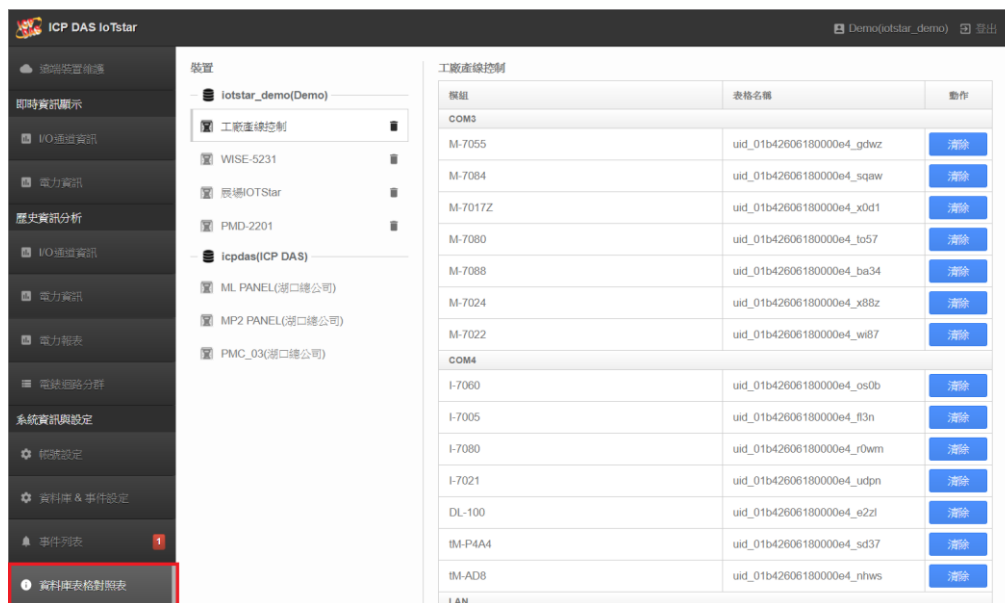 ICP DAS IoTstar
Demo(iotstar_demo) 登出
遠端裝置維護
即時資訊顯示
I/O通道資訊
電力資訊
歷史資訊分析
I/O通道資訊
電力資訊
電力報表
電錶迴路分群
系統資訊與設定
帳號設定
資料庫 & 事件設定
事件列表 1
資料庫表格對照表
裝置
iotstar_demo(Demo)
工廠產線控制
WISE-5231
展場IOTStar
PMD-2201
icpdas(ICP DAS)
ML PANEL(湖口總公司)
MP2 PANEL(湖口總公司)
PMC_03(湖口總公司)
工廠產線控制
模組 表格名稱 動作
COM3
M-7055 uid_01b42606180000e4_gdwz 清除
M-7084 uid_01b42606180000e4_sqaw 清除
M-7017Z uid_01b42606180000e4_x0d1 清除
M-7080 uid_01b42606180000e4_to57 清除
M-7088 uid_01b42606180000e4_ba34 清除
M-7024 uid_01b42606180000e4_x88z 清除
M-7022 uid_01b42606180000e4_wi87 清除
COM4
I-7060 uid_01b42606180000e4_os0b 清除
I-7005 uid_01b42606180000e4_fl3n 清除
I-7080 uid_01b42606180000e4_r0wm 清除
I-7021 uid_01b42606180000e4_udpn 清除
DL-100 uid_01b42606180000e4_e2zl 清除
tM-P4A4 uid_01b42606180000e4_sd37 清除
tM-AD8 uid_01b42606180000e4_nhws 清除
LAN